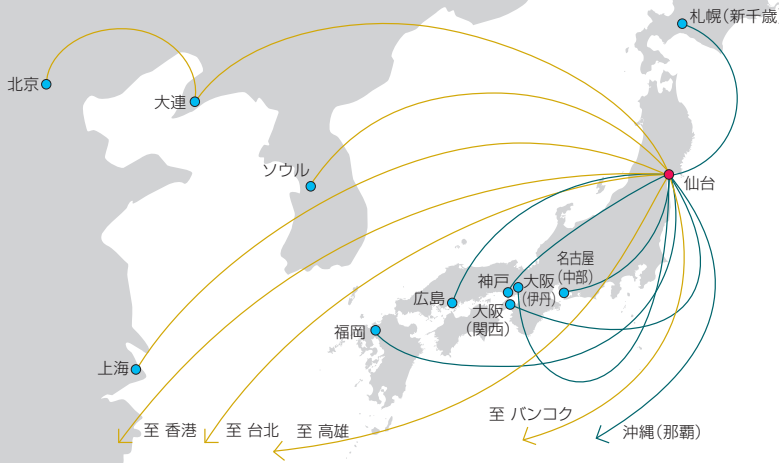 札幌(新千歳
北京
大連
ソウル
仙台
名古屋
(中部)
神戸
大阪
(伊丹)
広島
大阪
(関西)
福岡
上海
至 香港
至 台北
至 高雄
至 バンコク
沖縄(那覇)